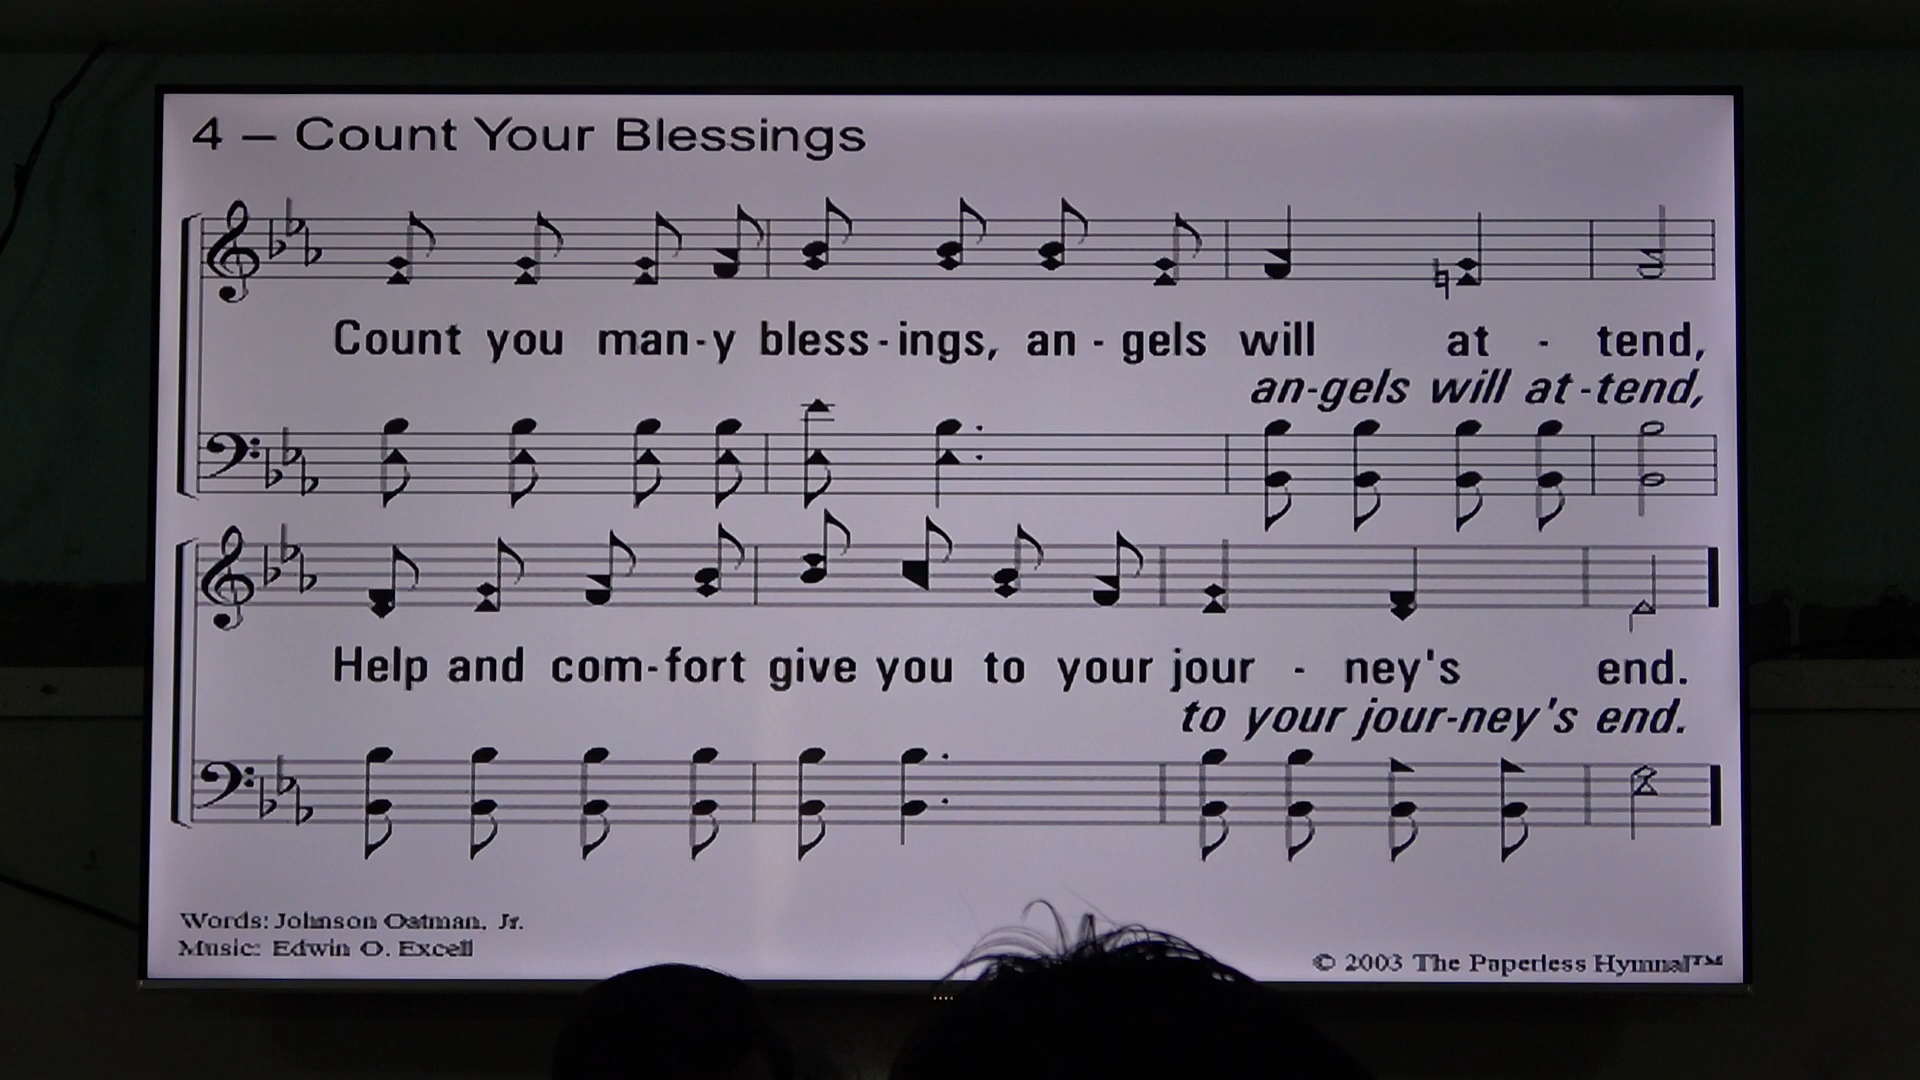 4 – Count Your Blessings
Count you man-y bless-ings, an-gels will at-tend,
an-gels will at-tend,
Help and com-fort give you to your jour-ney's end.
to your jour-ney's end.
Words: Johnson Oatman, Jr.
Music: Edwin O. Excell
© 2003 The Paperless Hymnal™